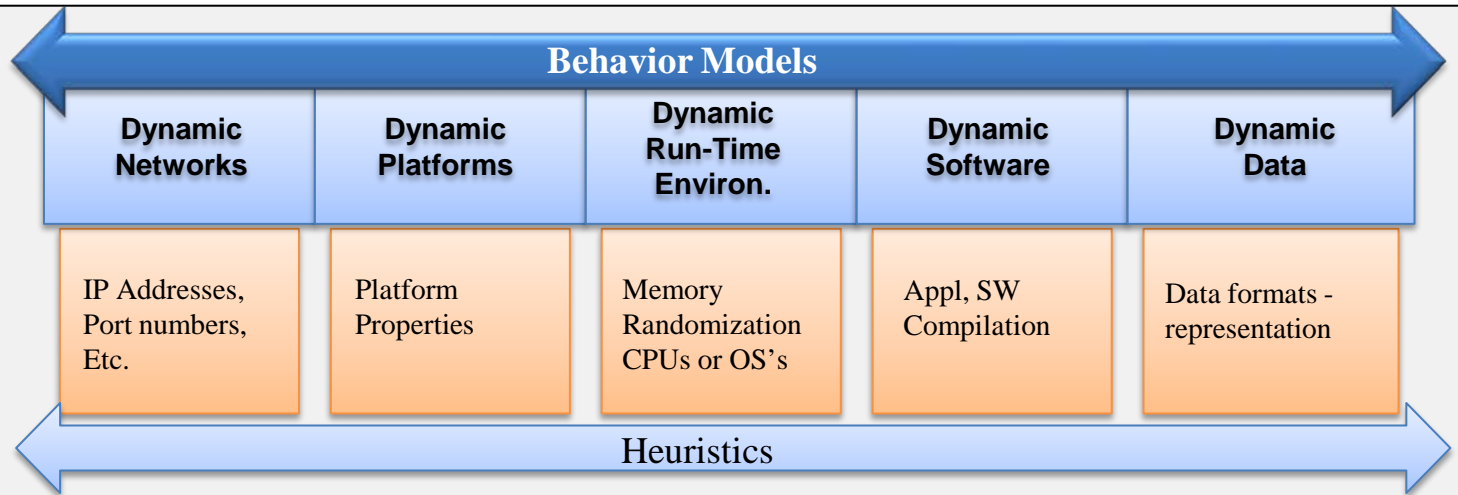 Behavior Models
Dynamic
Networks
Dynamic
Platforms
Dynamic
Run-Time
Environ.
Dynamic
Software
Dynamic
Data
IP Addresses,
Port numbers,
Etc.
Platform
Properties
Memory
Randomization
CPUs or OS’s
Appl, SW
Compilation
Data formats -
representation
Heuristics